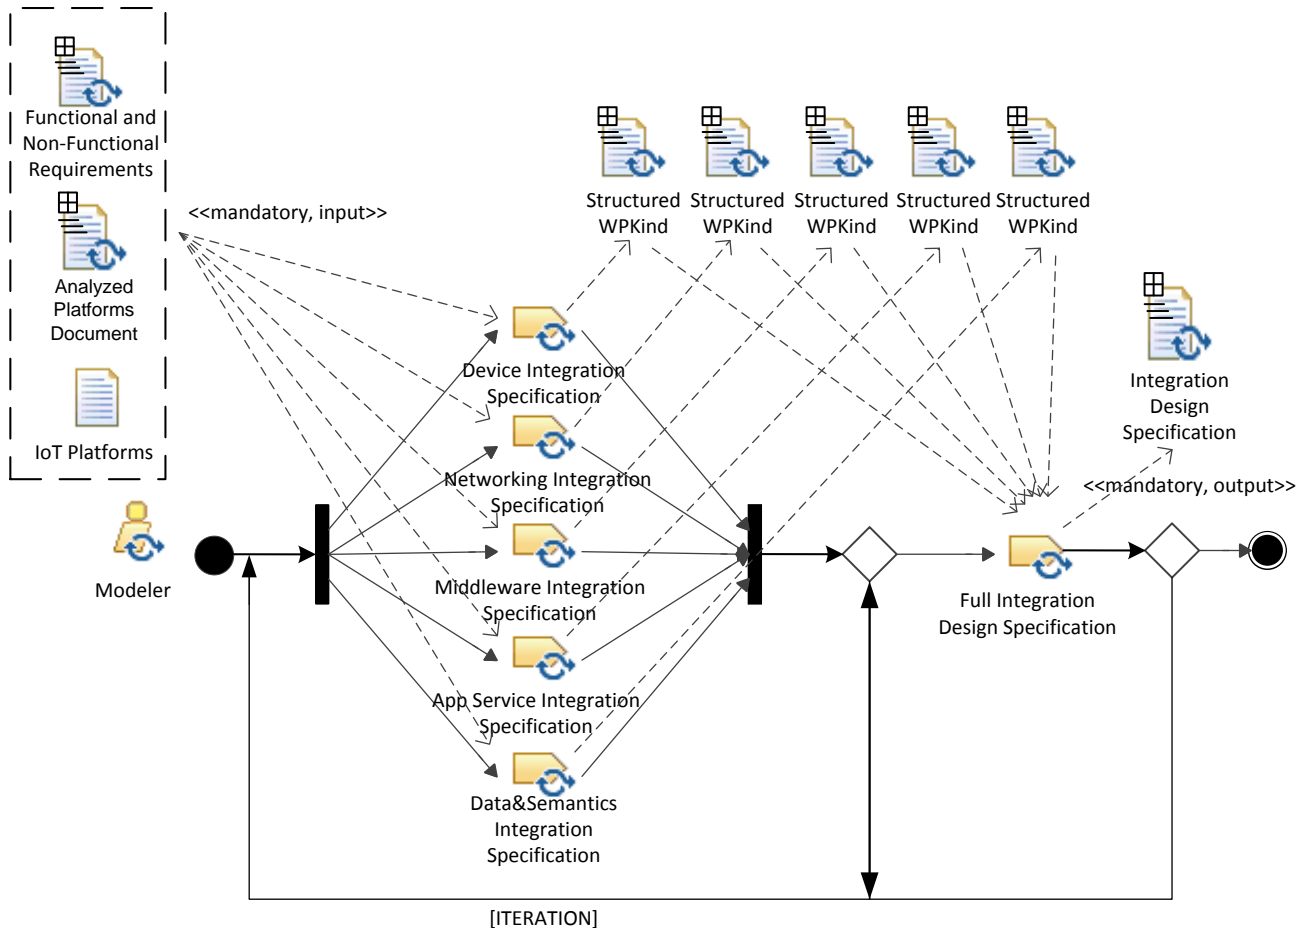 Functional and
Non-Functional
Requirements
<<mandatory, input>>
Analyzed
Platforms
Document
IoT Platforms
Modeler
Structured
WPKind
Structured
WPKind
Structured
WPKind
Structured
WPKind
Structured
WPKind
Device Integration
Specification
Networking Integration
Specification
Middleware Integration
Specification
App Service Integration
Specification
Data&Semantics
Integration
Specification
Integration
Design
Specification
<<mandatory, output>>
Full Integration
Design Specification
[ITERATION]